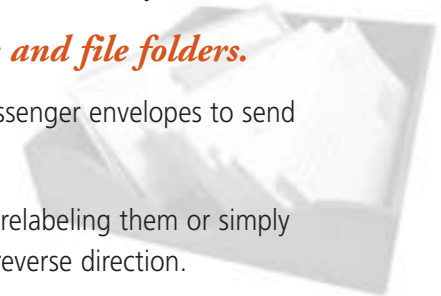 and file folders.
ssenger envelopes to send
relabeling them or simply
reverse direction.